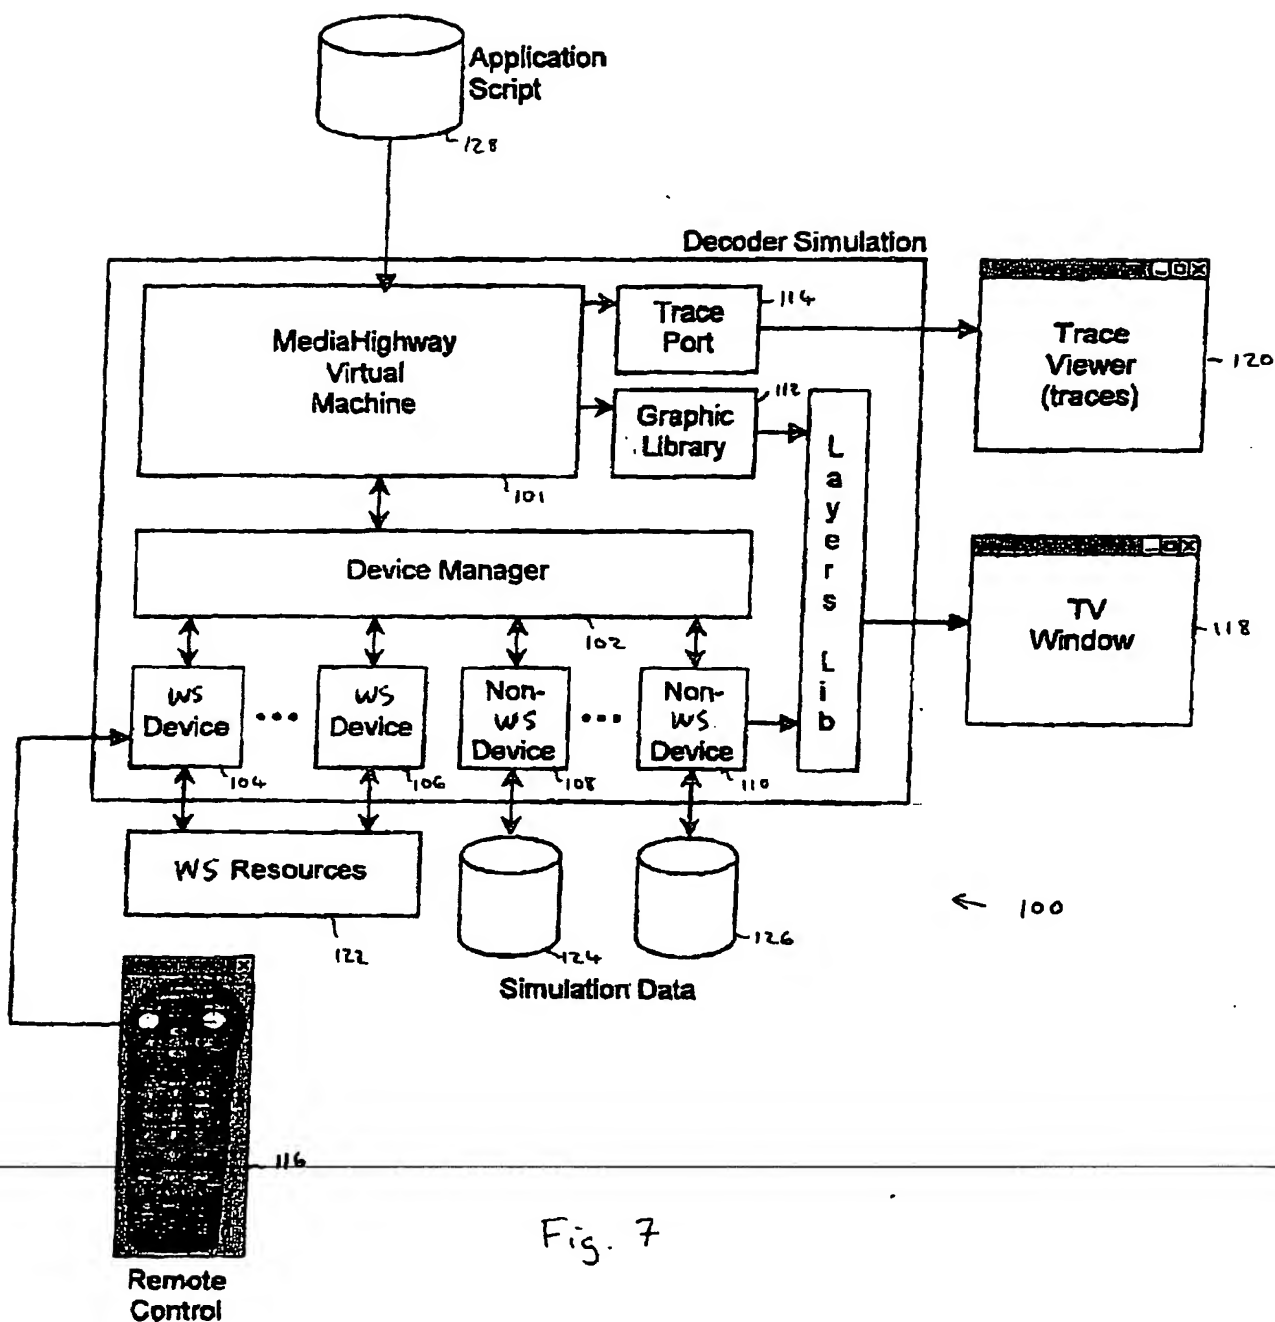 Application
Script
128
Decoder Simulation
MediaHighway
Virtual
Machine
101
Trace
Port
114
Graphic
Library
112
Layers Lib
Trace
Viewer
(traces)
120
Device Manager
102
TV
Window
118
WS
Device
104
WS
Device
106
Non-
WS
Device
108
Non-
WS
Device
110
WS Resources
122
124
126
Simulation Data
100
116
Remote
Control
Fig. 7